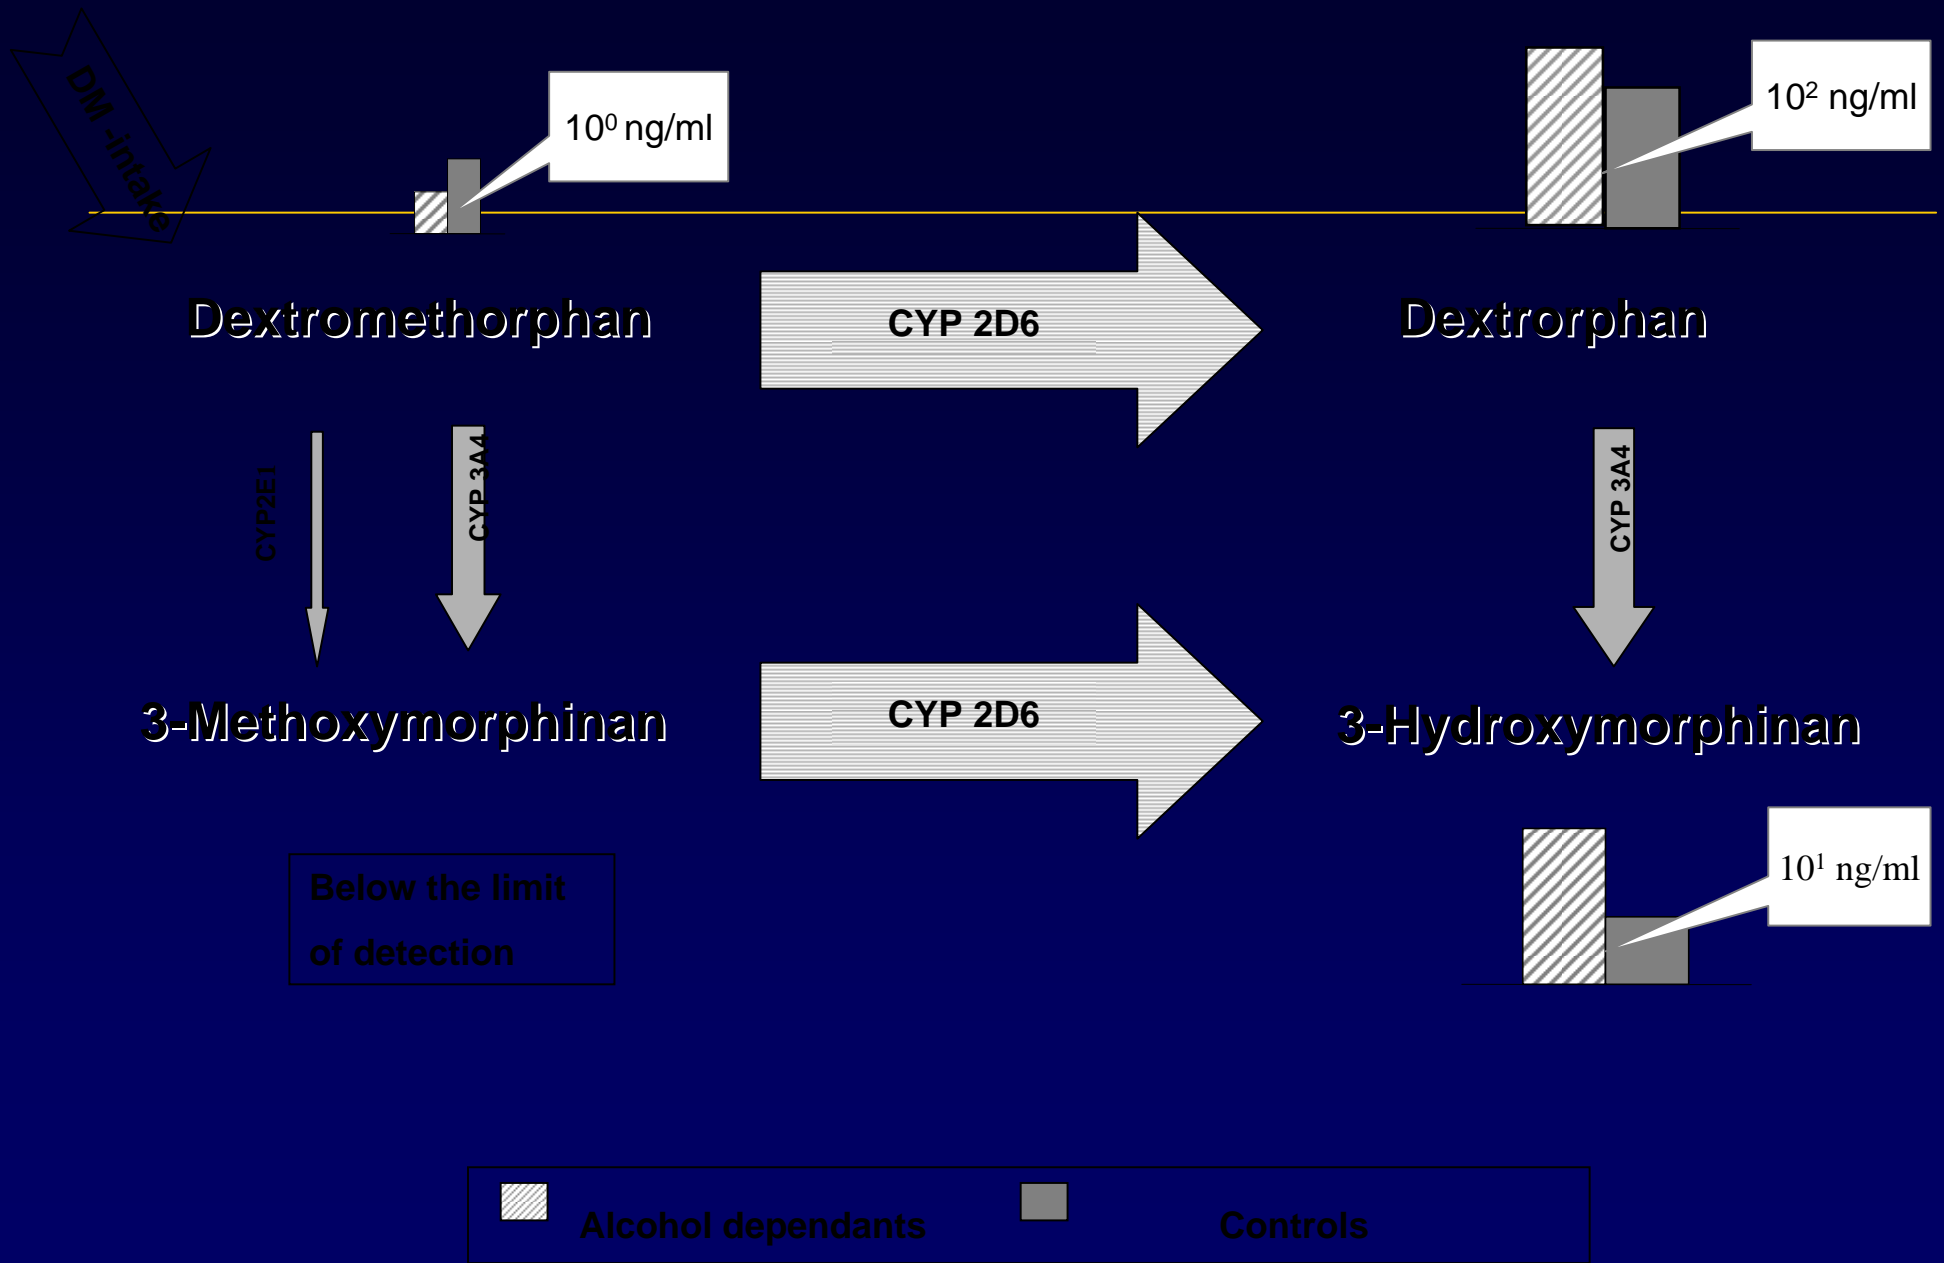 DM -intake
10⁰ ng/ml
10² ng/ml
Dextromethorphan
CYP 2D6
Dextrorphan
CYP2E1
CYP 3A4
CYP 3A4
3-Methoxymorphinan
CYP 2D6
3-Hydroxymorphinan
Below the limit
of detection
10¹ ng/ml
Alcohol dependants
Controls